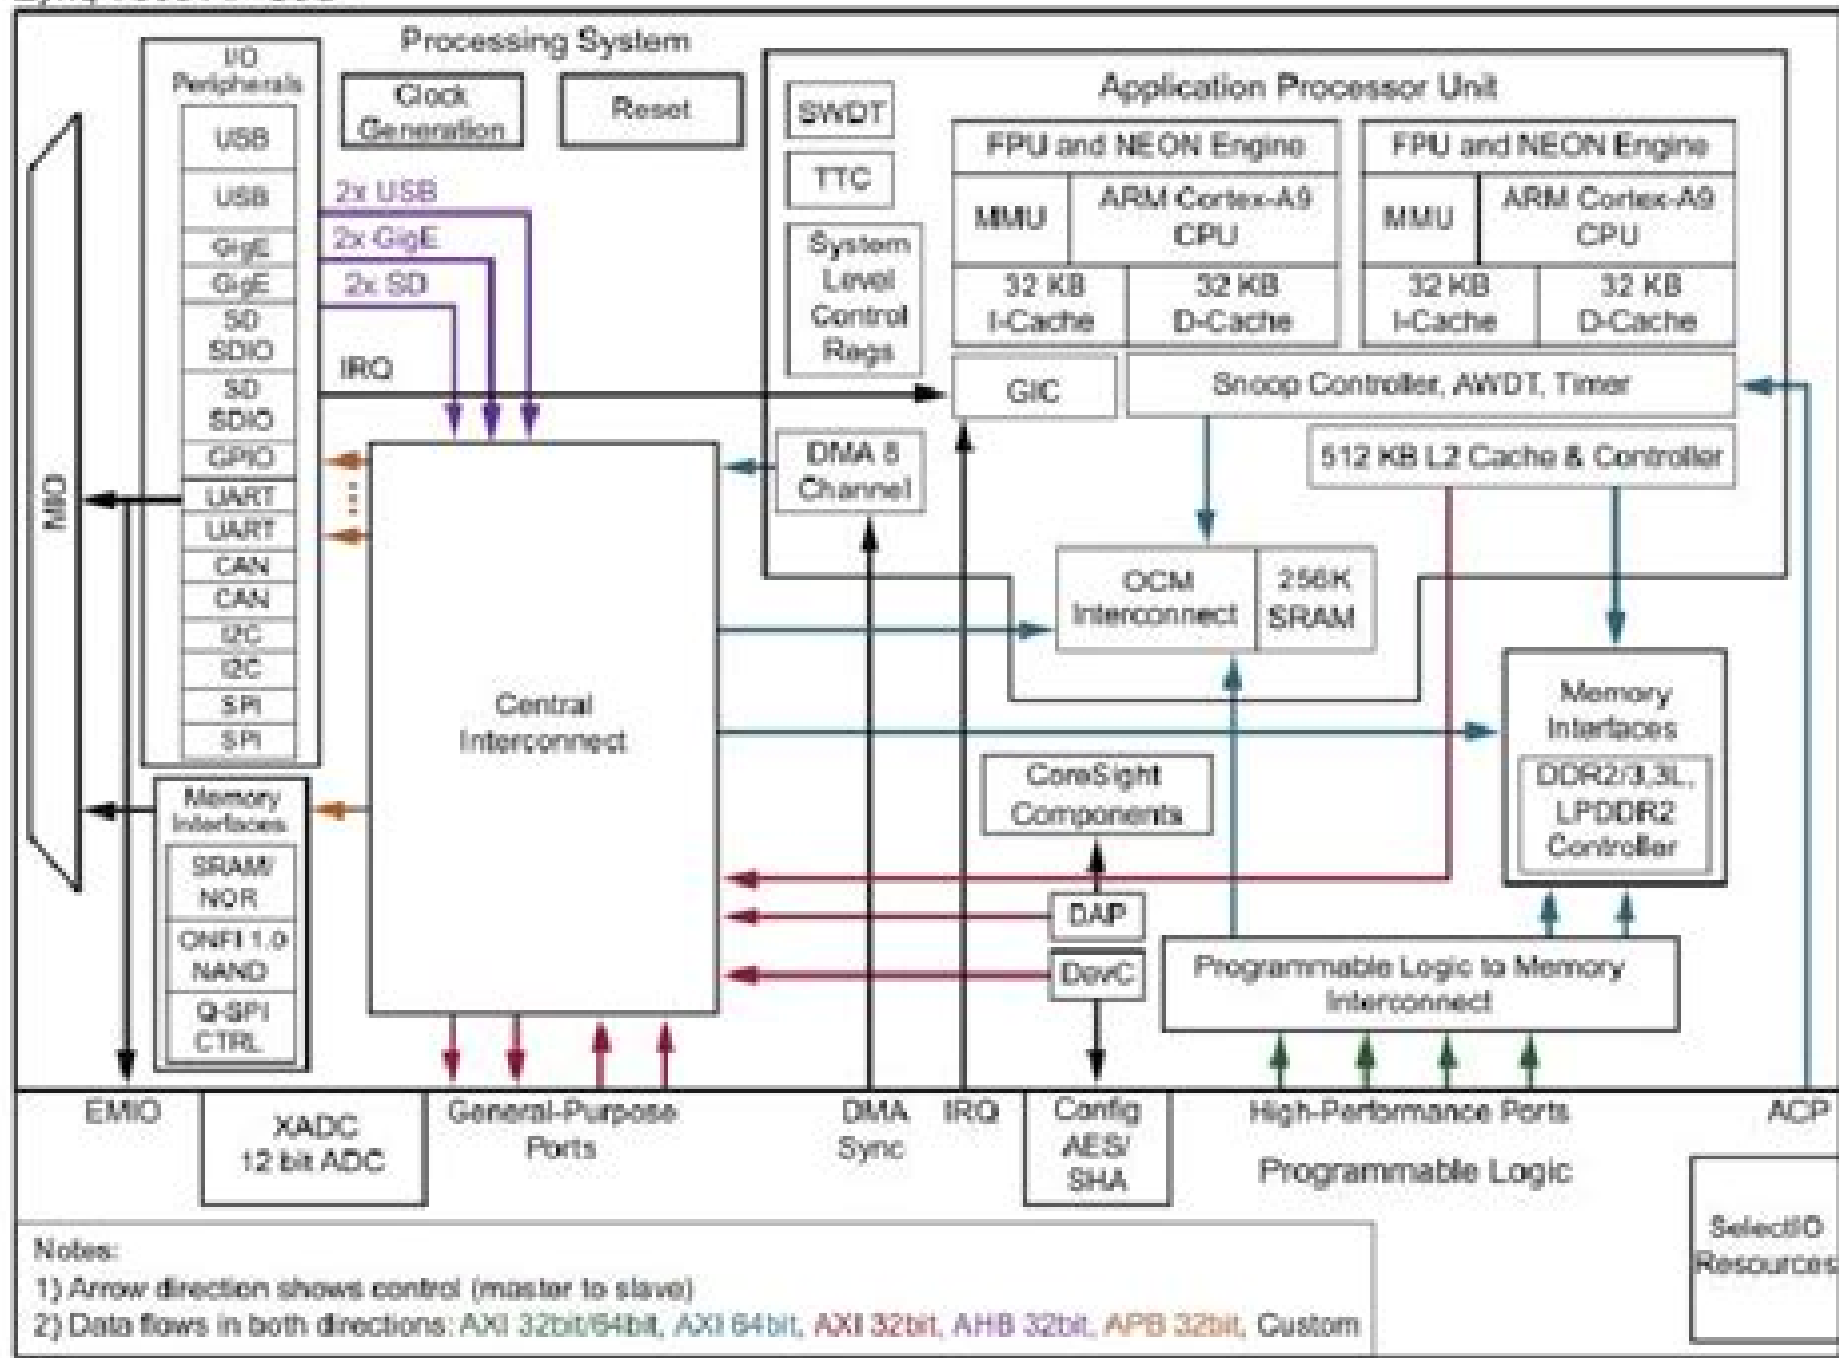 Processing System
I/O
Peripherals
USB
USB
GigE
GigE
SD
SDIO
SD
SDIO
GPIO
UART
UART
CAN
CAN
I2C
I2C
SPI
SPI
MIO
Clock
Generation
Reset
2x USB
2x GigE
2x SD
IRQ
Application Processor Unit
SWDT
TTC
System
Level
Control
Regs
FPU and NEON Engine
MMU
ARM Cortex-A9
CPU
32 KB
I-Cache
32 KB
D-Cache
FPU and NEON Engine
MMU
ARM Cortex-A9
CPU
32 KB
I-Cache
32 KB
D-Cache
GIC
Snoop Controller, AWDT, Timer
DMA 8
Channel
512 KB L2 Cache & Controller
OCM
Interconnect
256K
SRAM
Central
Interconnect
Memory
Interfaces
DDR2/3,3L,
LPDDR2
Controller
CoreSight
Components
Memory
Interfaces
SRAM/
NOR
ONFI 1.0
NAND
Q-SPI
CTRL
DAP
DevC
Programmable Logic to Memory
Interconnect
EMIO
XADC
12 bit ADC
General-Purpose
Ports
DMA
Sync
IRQ
Config
AES/
SHA
High-Performance Ports
ACP
Programmable Logic
SelectIO
Resources
Notes:
1) Arrow direction shows control (master to slave)
2) Data flows in both directions: AXI 32bit/64bit, AXI 64bit, AXI 32bit, AHB 32bit, APB 32bit, Custom